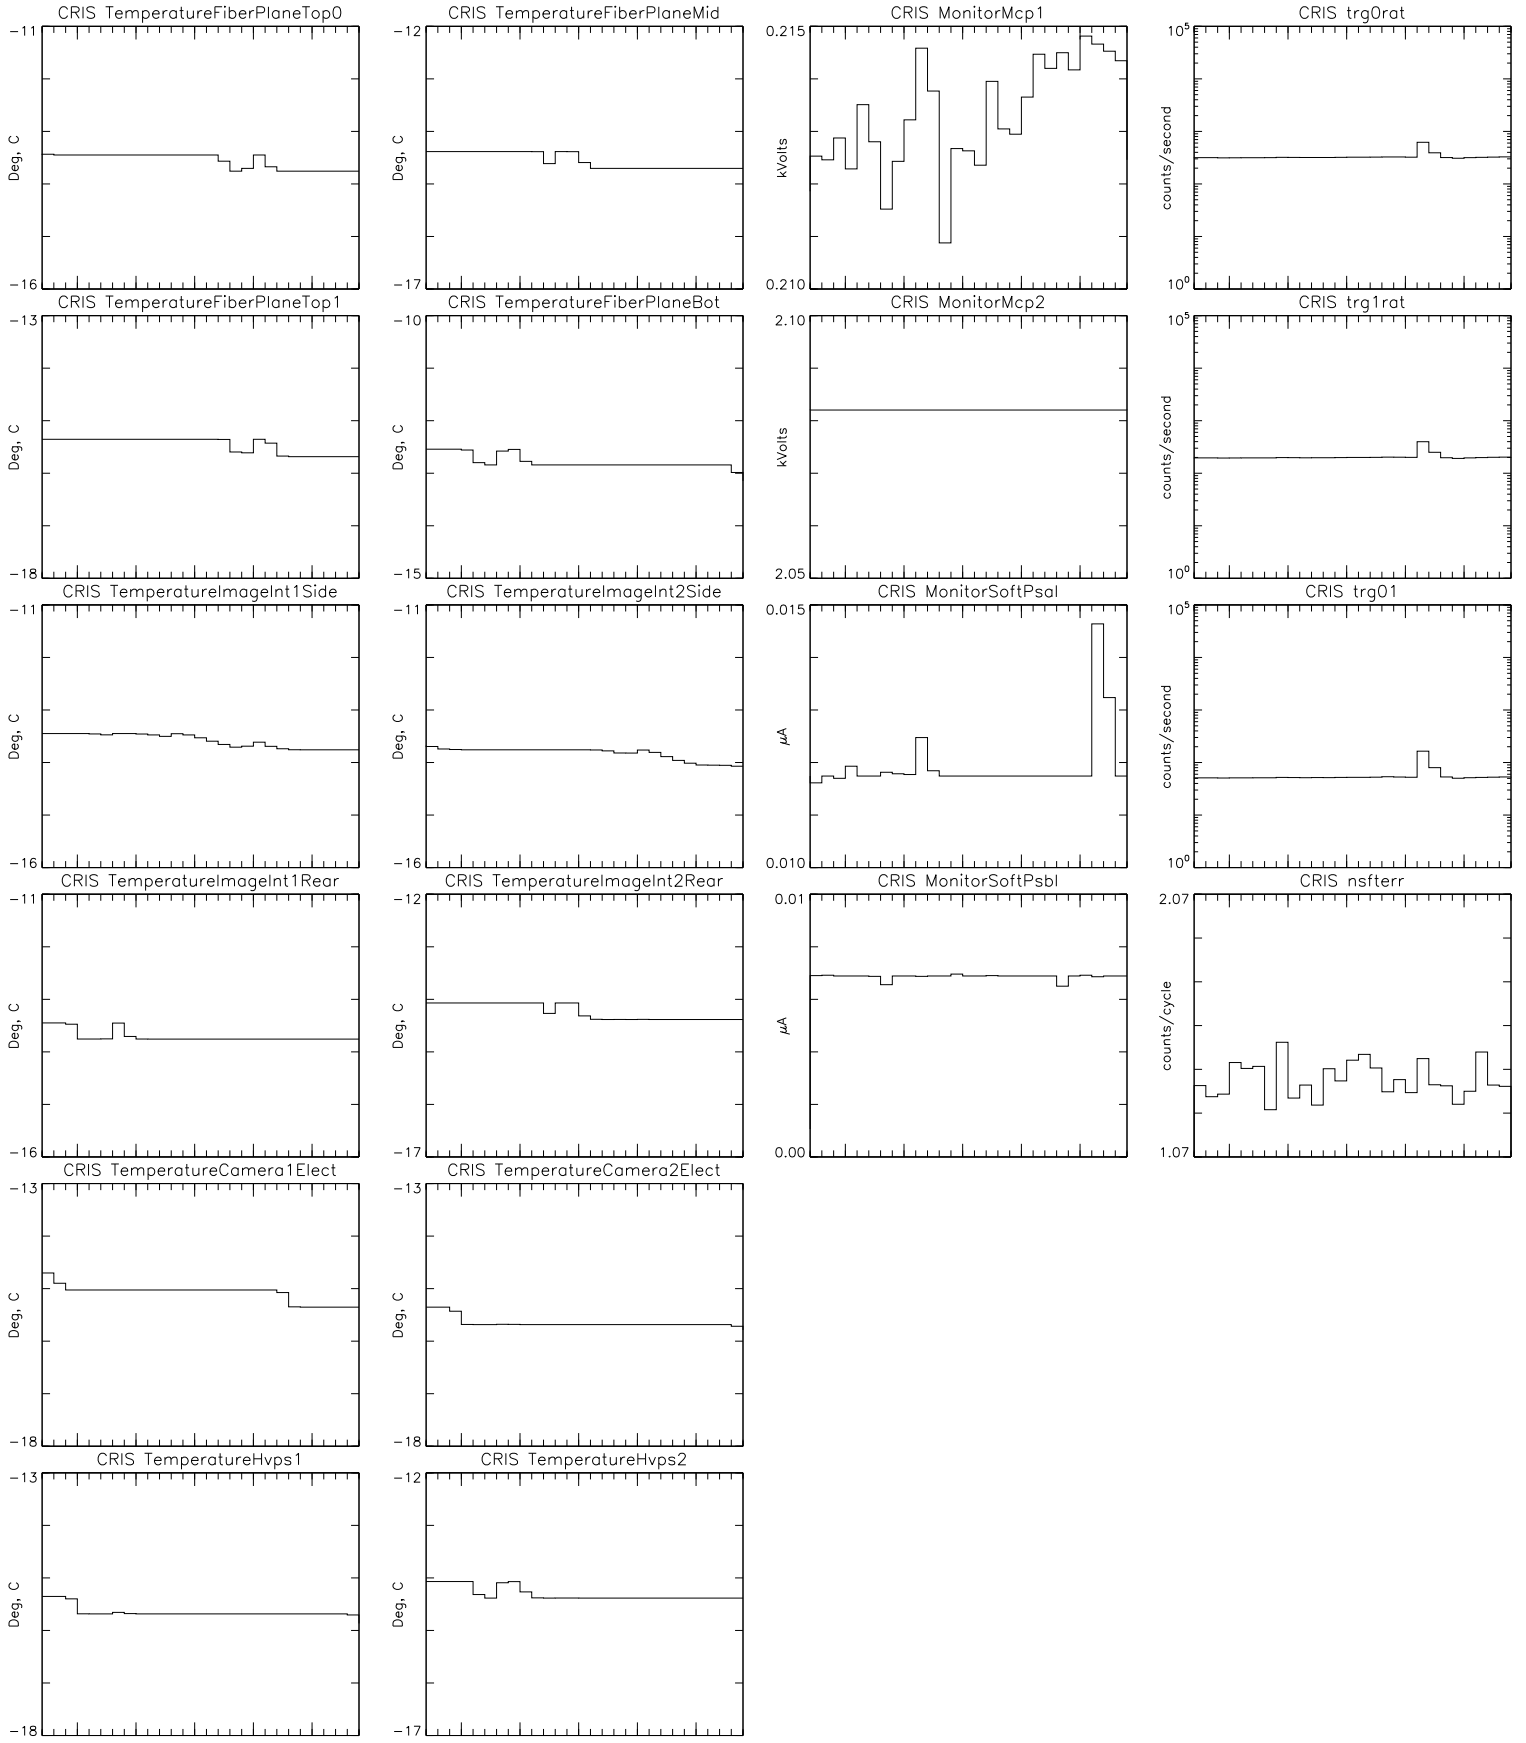 CRIS TemperatureFiberPlaneTop0
CRIS TemperatureFiberPlaneMid
CRIS MonitorMcp1
CRIS trg0rat
-11
Deg, C
-16
-12
Deg, C
-17
0.215
kVolts
0.210
10^5
counts/second
10^0
CRIS TemperatureFiberPlaneTop1
CRIS TemperatureFiberPlaneBot
CRIS MonitorMcp2
CRIS trg1rat
-13
Deg, C
-18
-10
Deg, C
-15
2.10
kVolts
2.05
10^5
counts/second
10^0
CRIS TemperatureImageInt1Side
CRIS TemperatureImageInt2Side
CRIS MonitorSoftPsaI
CRIS trg01
-11
Deg, C
-16
-11
Deg, C
-16
0.015
μA
0.010
10^5
counts/second
10^0
CRIS TemperatureImageInt1Rear
CRIS TemperatureImageInt2Rear
CRIS MonitorSoftPsbI
CRIS nsfterr
-11
Deg, C
-16
-12
Deg, C
-17
0.01
μA
0.00
2.07
counts/cycle
1.07
CRIS TemperatureCamera1Elect
CRIS TemperatureCamera2Elect
-13
Deg, C
-18
-13
Deg, C
-18
CRIS TemperatureHvps1
CRIS TemperatureHvps2
-13
Deg, C
-18
-12
Deg, C
-17